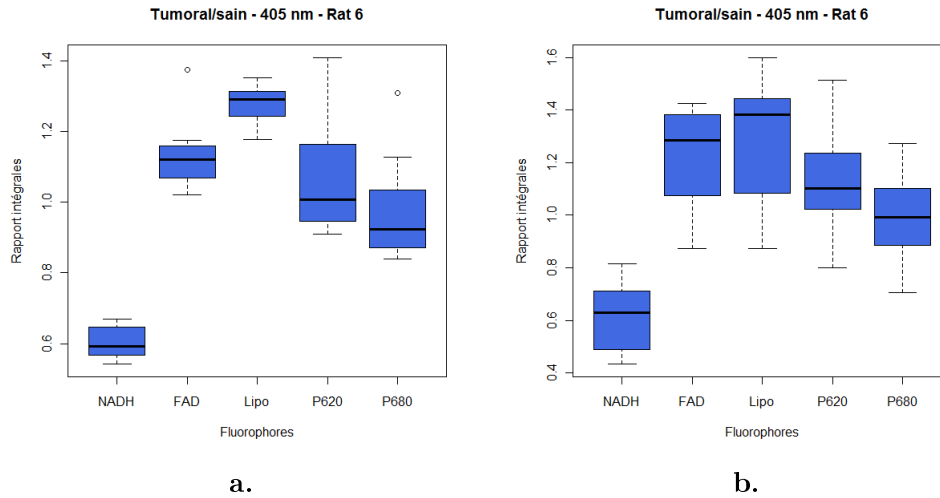 Tumoral/sain - 405 nm - Rat 6
Rapport intégrales
1.4
1.2
1.0
0.8
0.6
NADH FAD Lipo P620 P680
Fluorophores
a.
Tumoral/sain - 405 nm - Rat 6
Rapport intégrales
1.6
1.4
1.2
1.0
0.8
0.6
0.4
NADH FAD Lipo P620 P680
Fluorophores
b.